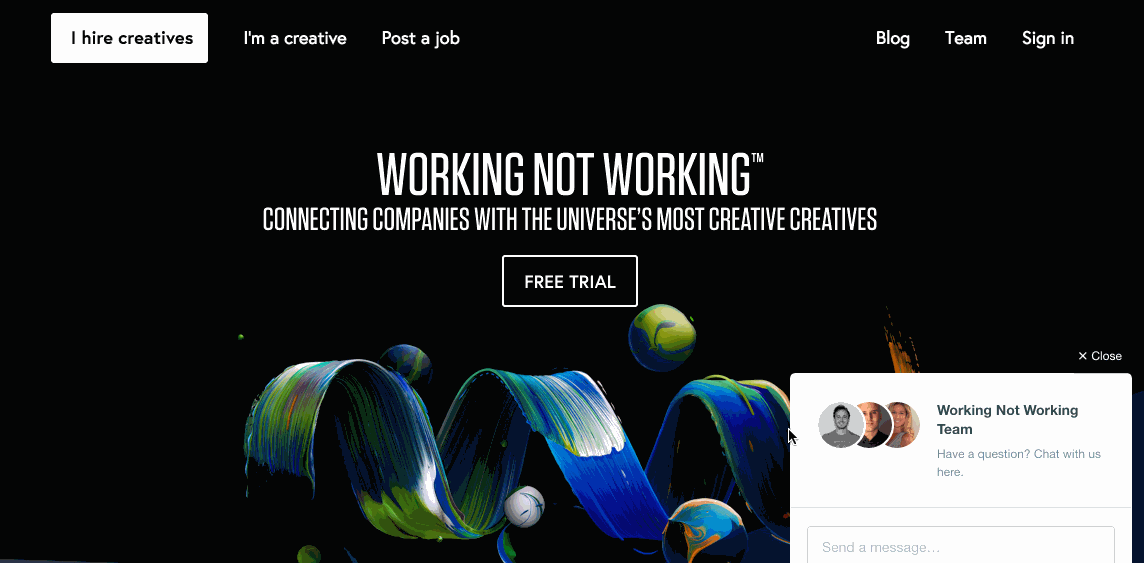 I hire creatives
I'm a creative
Post a job
Blog
Team
Sign in
WORKING NOT WORKING™
CONNECTING COMPANIES WITH THE UNIVERSE'S MOST CREATIVE CREATIVES
FREE TRIAL
✕ Close
Working Not Working
Team
Have a question? Chat with us
here.
Send a message...